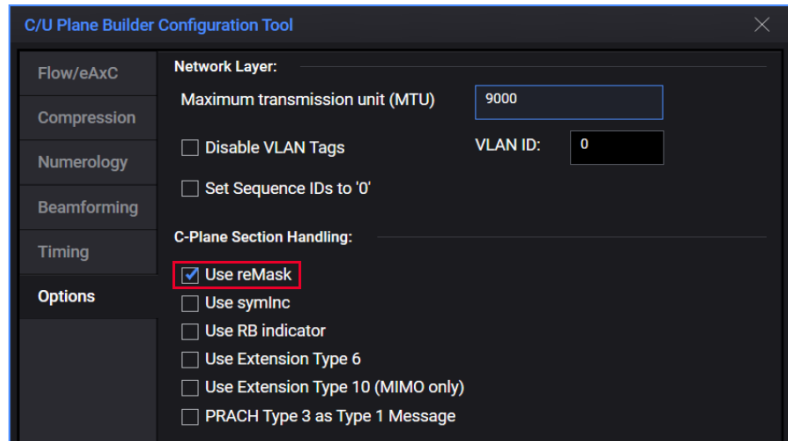 C/U Plane Builder Configuration Tool
Flow/eAxC
Compression
Numerology
Beamforming
Timing
Options
Network Layer:
Maximum transmission unit (MTU) 9000
Disable VLAN Tags VLAN ID: 0
Set Sequence IDs to '0'
C-Plane Section Handling:
Use reMask
Use symInc
Use RB indicator
Use Extension Type 6
Use Extension Type 10 (MIMO only)
PRACH Type 3 as Type 1 Message